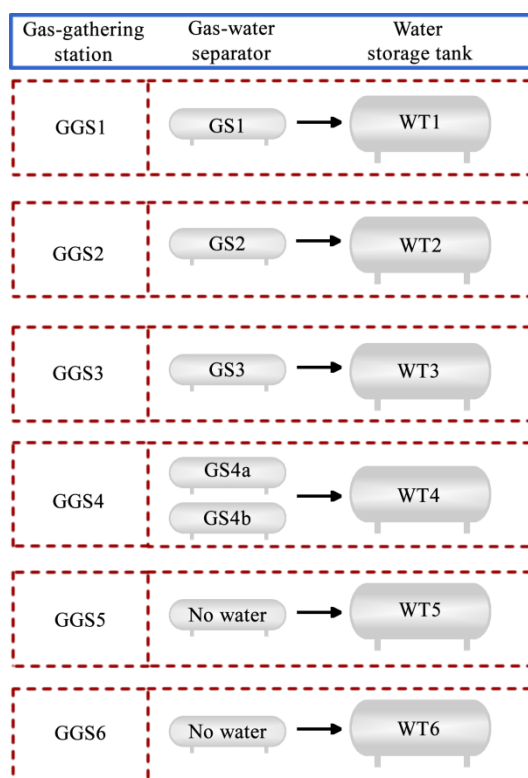 Gas-gathering station
Gas-water separator
Water storage tank
GGS1
GS1
WT1
GGS2
GS2
WT2
GGS3
GS3
WT3
GGS4
GS4a
GS4b
WT4
GGS5
No water
WT5
GGS6
No water
WT6